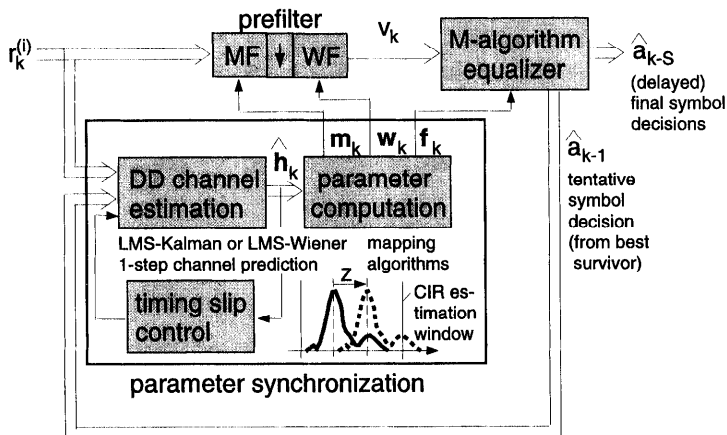 prefilter
r_k^(i)
MF ↓ WF
v_k
M-algorithm
equalizer
â_k-S
(delayed)
final symbol
decisions
m_k w_k f_k
ĥ_k
DD channel
estimation
parameter
computation
â_k-1
tentative
symbol
decision
(from best
survivor)
LMS-Kalman or LMS-Wiener
1-step channel prediction
mapping
algorithms
timing slip
control
z
CIR es-
timation
window
parameter synchronization